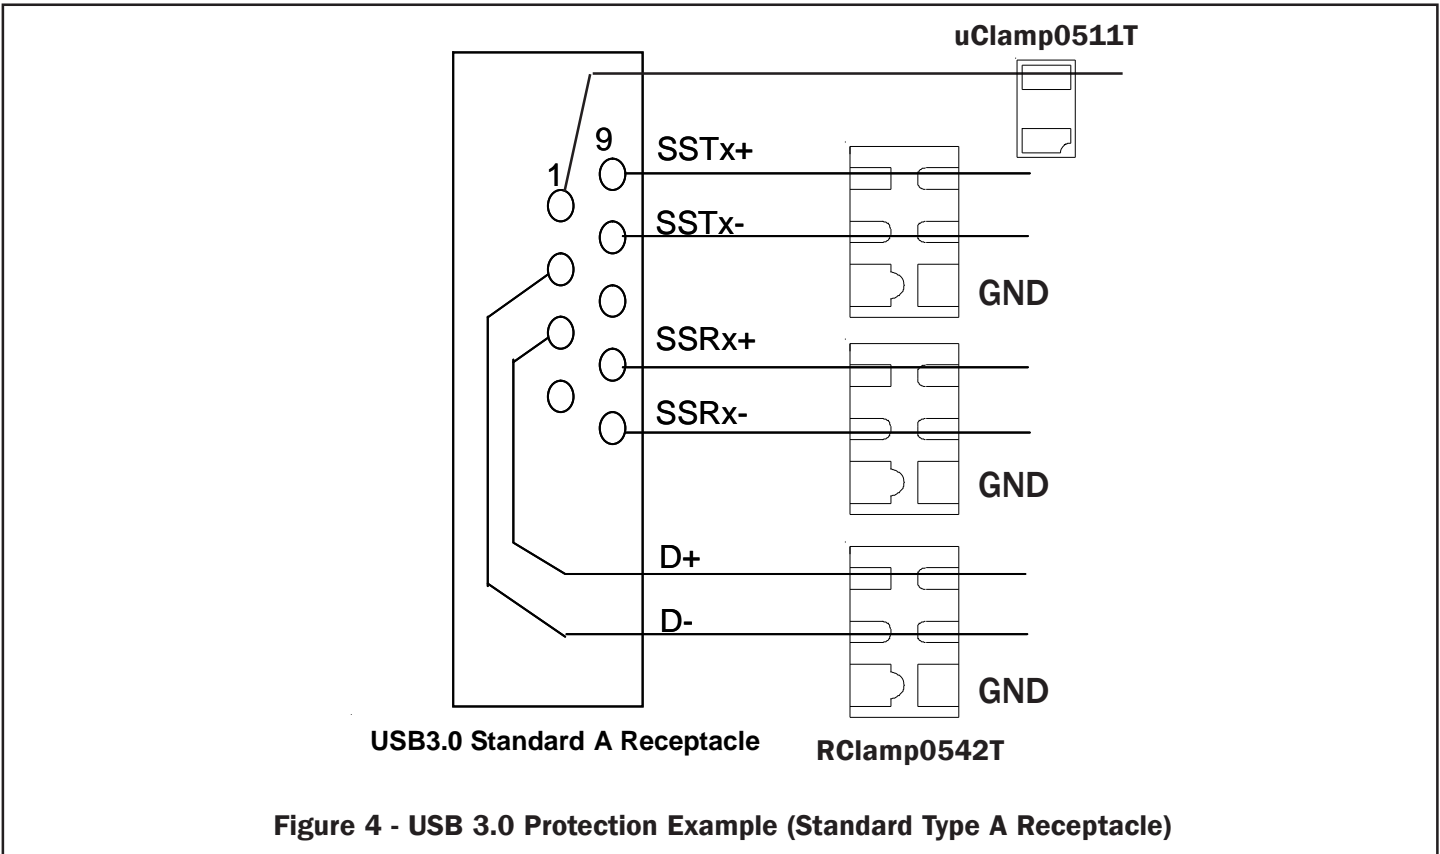 uClamp0511T
9
SSTx+
1
SSTx-
GND
SSRx+
SSRx-
GND
D+
D-
GND
USB3.0 Standard A Receptacle
RClamp0542T
Figure 4 - USB 3.0 Protection Example (Standard Type A Receptacle)